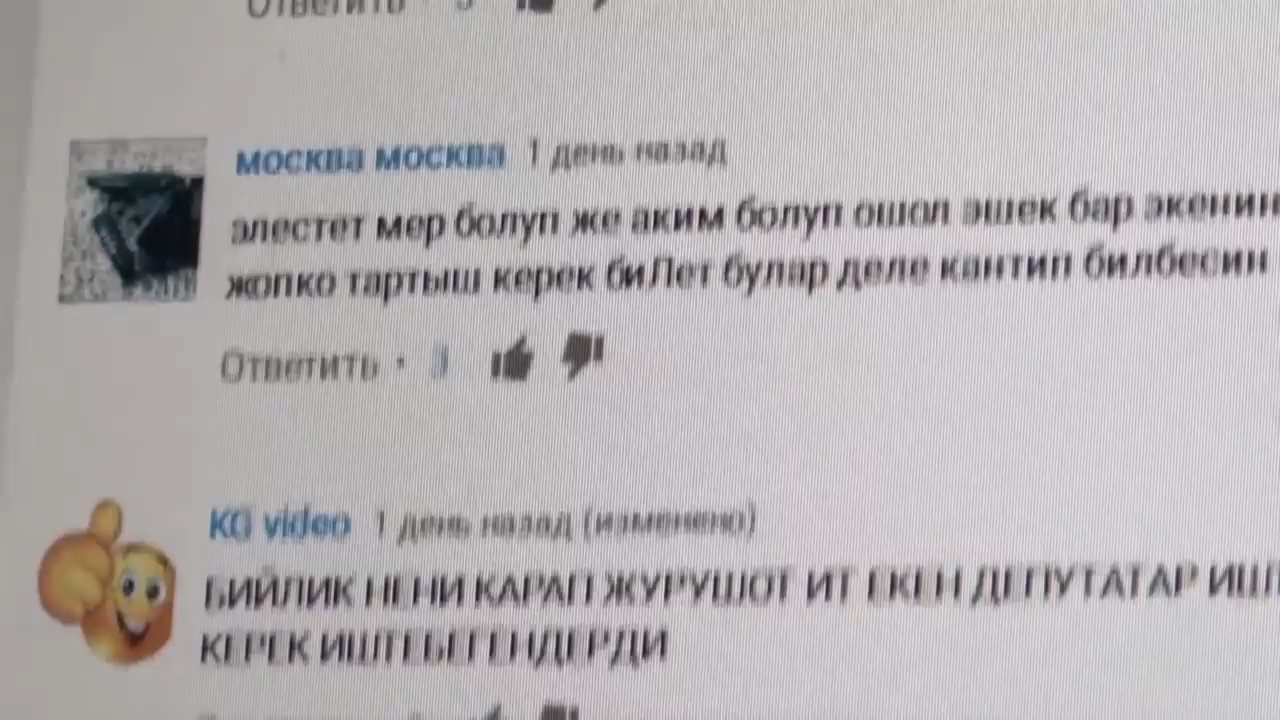 Ответить
москва москва 1 день назад
элестет мер болуп же аким болуп ошол эшек бар экенин
жопко тартыш керек биЛет булар деле кантип билбесин
Ответить · 3
KG video 1 день назад (изменено)
БИЙЛИК НЕНИ КАРАП ЖУРУШОТ ИТ ЕКЕН ДЕПУТАТАР
КЕРЕК ИШТЕБЕГЕНДЕРДИ